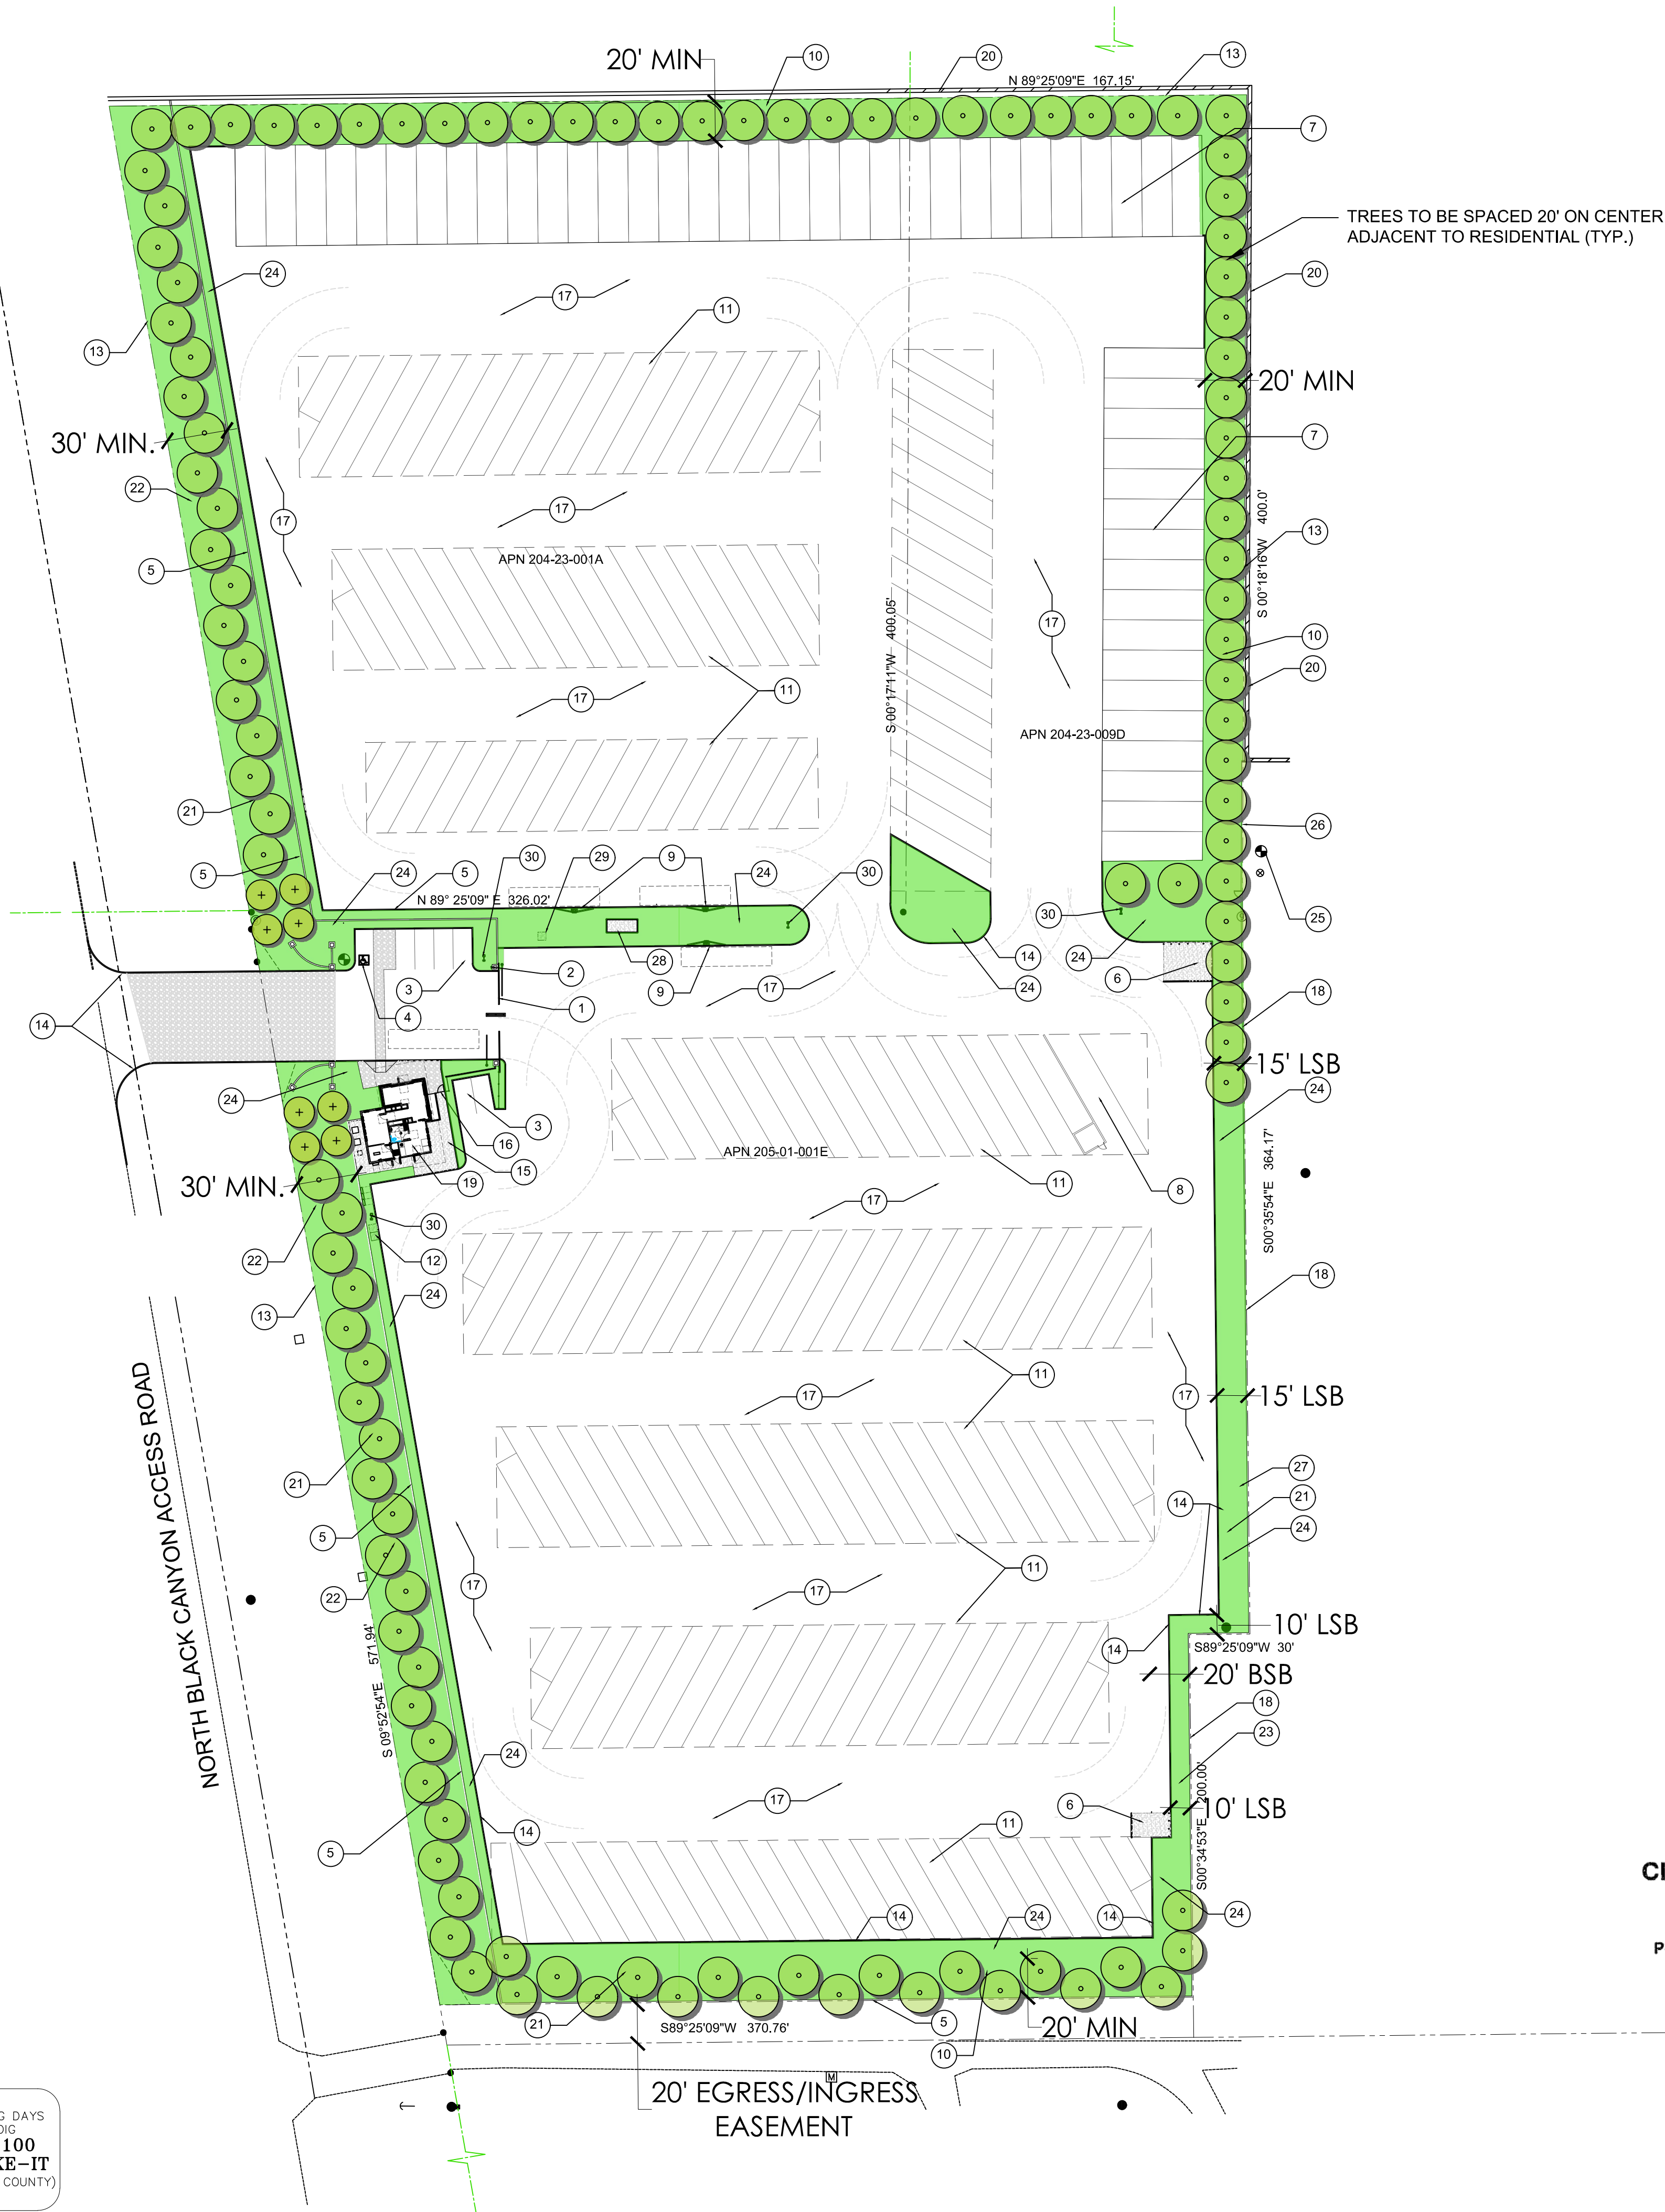 20' MIN
10
20
N 89°25'09"E 167.15'
13
7
TREES TO BE SPACED 20' ON CENTER
ADJACENT TO RESIDENTIAL (TYP.)
24
20
17
11
13
20' MIN
30' MIN.
7
22
17
17
S 00°18'16"W 400.0'
13
APN 204-23-001A
5
17
10
20
S 00°17'11"W 400.05'
17
11
APN 204-23-009D
21
26
30
29
9
24
30
5
24
5
N 89° 25'09" E 326.02'
30
25
28
14
24
6
24
2
3
9
17
18
1
4
14
15' LSB
24
24
3
16
APN 205-01-001E
15
19
30' MIN.
11
8
S00°35'54"E 364.17'
17
30
22
12
18
24
13
11
NORTH BLACK CANYON ACCESS ROAD
17
17
15' LSB
27
21
21
14
24
5
11
17
22
17
10' LSB
S89°25'09"W 30'
14
20' BSB
S 09°52'54"E 571.94'
18
23
24
17
6
10' LSB
S00°34'53"E 200.00'
14
11
5
CI
14
24
14
24
P
21
S89°25'09"W 370.76'
5
20' MIN
10
M
20' EGRESS/INGRESS
EASEMENT
G DAYS
DIG
100
KE-IT
COUNTY)